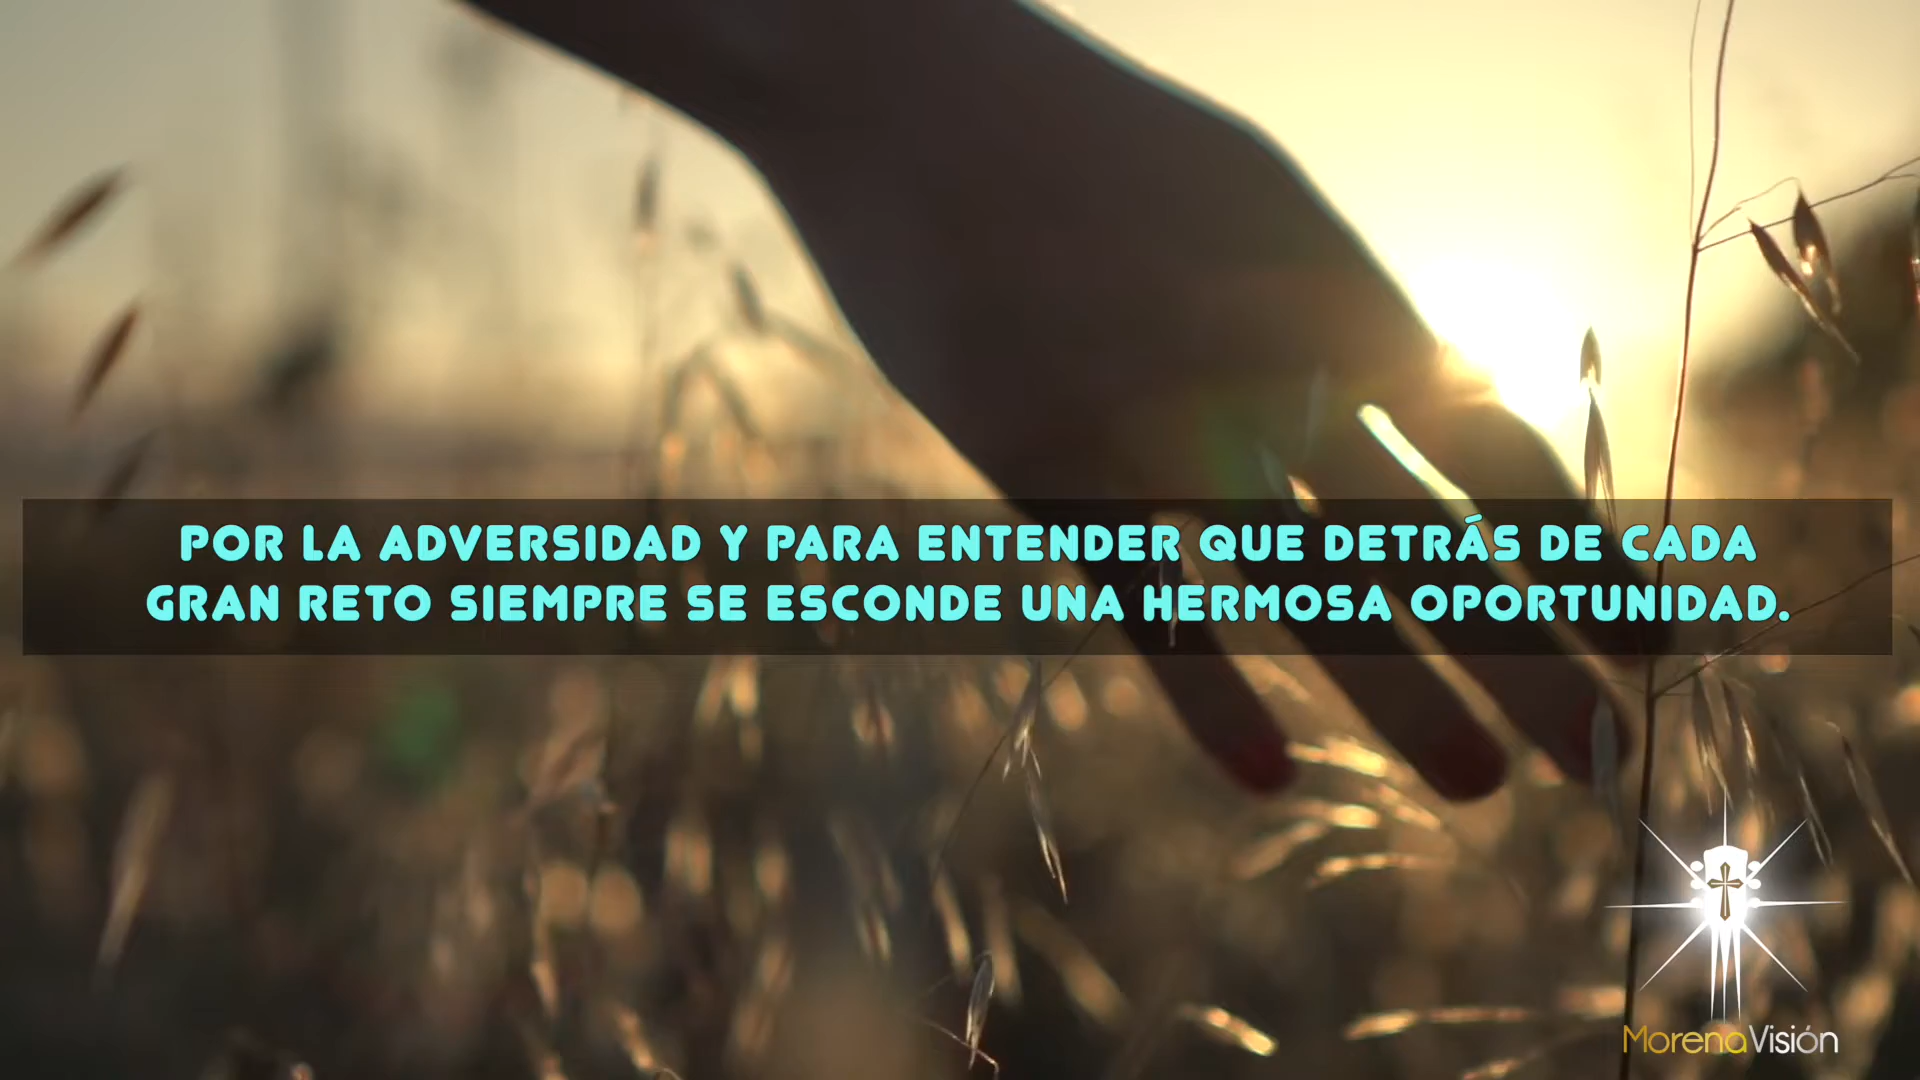 POR LA ADVERSIDAD Y PARA ENTENDER QUE DETRÁS DE CADA
GRAN RETO SIEMPRE SE ESCONDE UNA HERMOSA OPORTUNIDAD.
MorenaVisión